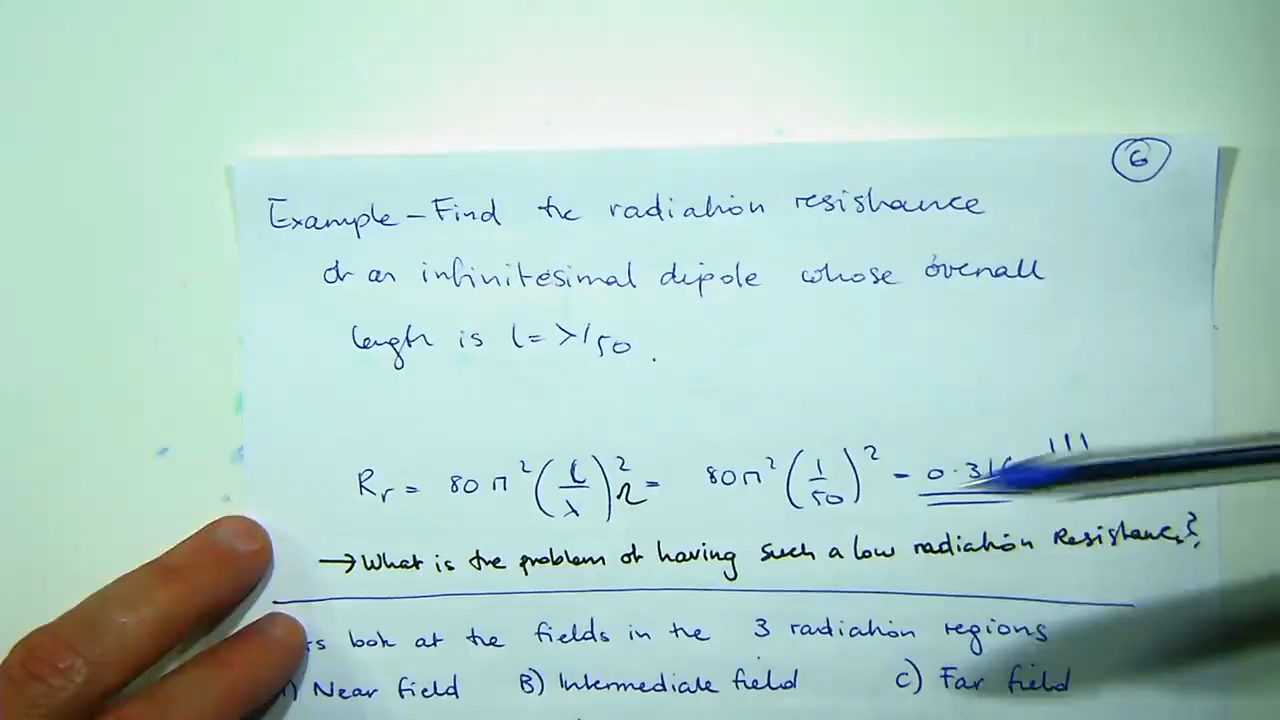 6
Example - Find the radiation resistance
of an infinitesimal dipole whose overall
length is l = λ/50.
Rr = 80π²(l/λ)²Ω = 80π²(1/50)² = 0.316 !!!
→ What is the problem of having such a low radiation Resistance?
look at the fields in the 3 radiation regions
A) Near field B) Intermediate field C) Far field